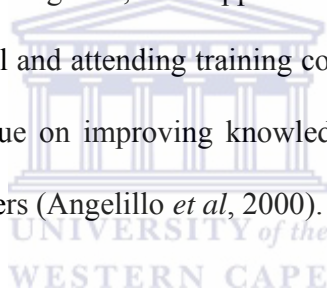 l and attending training co
ue on improving knowled
ers (Angelillo et al, 2000).
UNIVERSITY of the
WESTERN CAPE